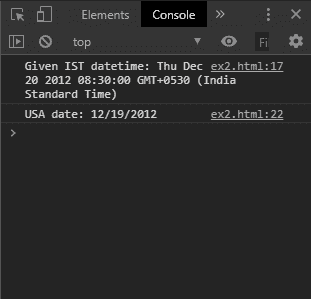 Elements Console »
top Fi
Given IST datetime: Thu Dec ex2.html:17
20 2012 08:30:00 GMT+0530 (India
Standard Time)
USA date: 12/19/2012 ex2.html:22